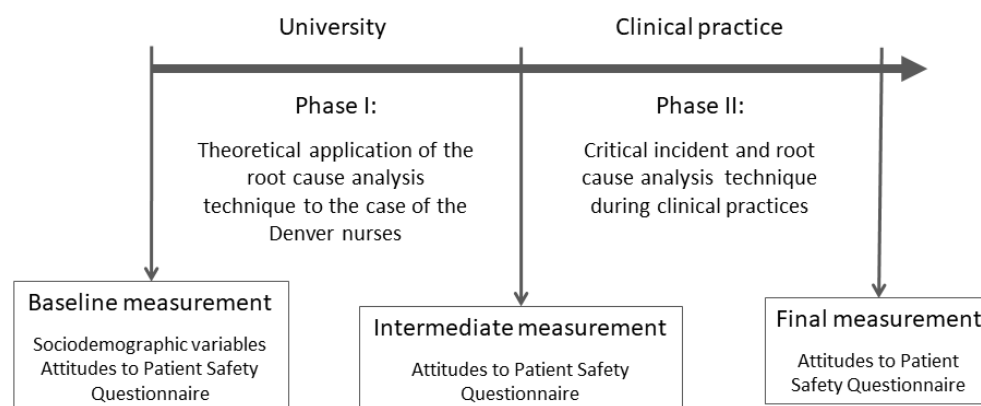 University
Clinical practice
Phase I:
Theoretical application of the
root cause analysis
technique to the case of the
Denver nurses
Phase II:
Critical incident and root
cause analysis technique
during clinical practices
Baseline measurement
Sociodemographic variables
Attitudes to Patient Safety
Questionnaire
Intermediate measurement
Attitudes to Patient Safety
Questionnaire
Final measurement
Attitudes to Patient
Safety Questionnaire